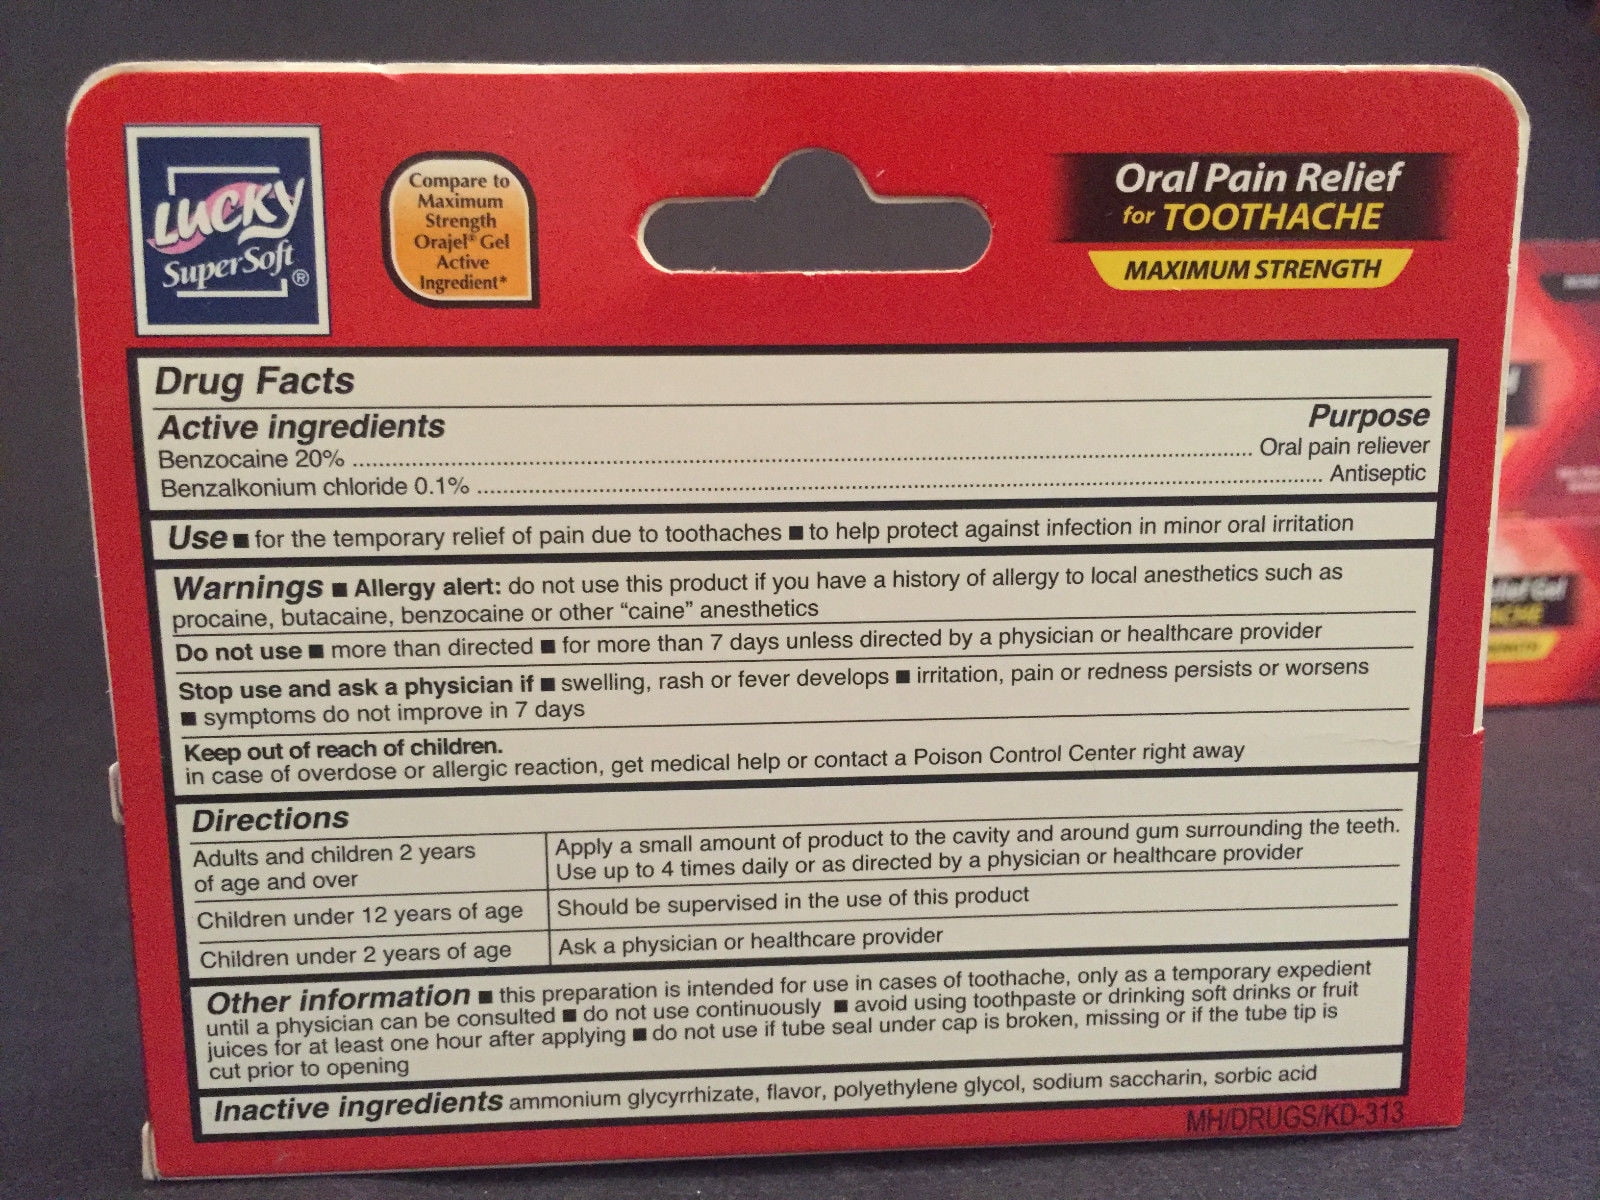 LUCKY
SuperSoft®
Compare to
Maximum
Strength
Orajel® Gel
Active
Ingredient*
Oral Pain Relief
for TOOTHACHE
MAXIMUM STRENGTH
Drug Facts
Active ingredients Purpose
Benzocaine 20% ........ Oral pain reliever
Benzalkonium chloride 0.1% ........ Antiseptic
Use ■ for the temporary relief of pain due to toothaches ■ to help protect against infection in minor oral irritation
Warnings ■ Allergy alert: do not use this product if you have a history of allergy to local anesthetics such as
procaine, butacaine, benzocaine or other “caine” anesthetics
Do not use ■ more than directed ■ for more than 7 days unless directed by a physician or healthcare provider
Stop use and ask a physician if ■ swelling, rash or fever develops ■ irritation, pain or redness persists or worsens
■ symptoms do not improve in 7 days
Keep out of reach of children.
in case of overdose or allergic reaction, get medical help or contact a Poison Control Center right away
Directions
Adults and children 2 years
of age and over
Apply a small amount of product to the cavity and around gum surrounding the teeth.
Use up to 4 times daily or as directed by a physician or healthcare provider
Children under 12 years of age Should be supervised in the use of this product
Children under 2 years of age Ask a physician or healthcare provider
Other information ■ this preparation is intended for use in cases of toothache, only as a temporary expedient
until a physician can be consulted ■ do not use continuously ■ avoid using toothpaste or drinking soft drinks or fruit
juices for at least one hour after applying ■ do not use if tube seal under cap is broken, missing or if the tube tip is
cut prior to opening
Inactive ingredients ammonium glycyrrhizate, flavor, polyethylene glycol, sodium saccharin, sorbic acid
MH/DRUGS/KD-313